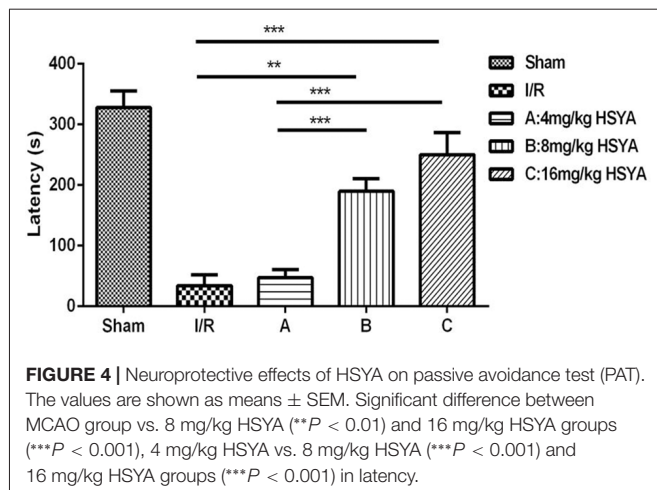 ***
**
***
***
400
300
200
100
0
Latency (s)
Sham
I/R
A
B
C
Sham
I/R
A:4mg/kg HSYA
B:8mg/kg HSYA
C:16mg/kg HSYA
FIGURE 4 | Neuroprotective effects of HSYA on passive avoidance test (PAT).
The values are shown as means ± SEM. Significant difference between
MCAO group vs. 8 mg/kg HSYA (**P < 0.01) and 16 mg/kg HSYA groups
(***P < 0.001), 4 mg/kg HSYA vs. 8 mg/kg HSYA (***P < 0.001) and
16 mg/kg HSYA groups (***P < 0.001) in latency.